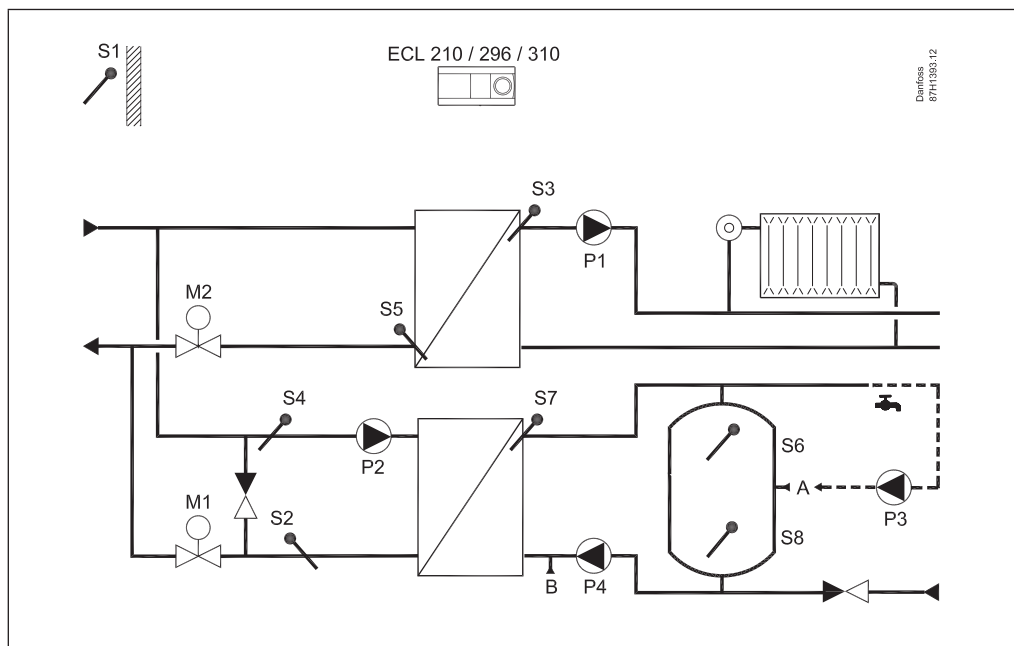 S1
ECL 210 / 296 / 310
Danfoss
87H1393.12
S3
P1
M2
S5
S4
S7
P2
S6
A
P3
M1
S2
S8
B
P4